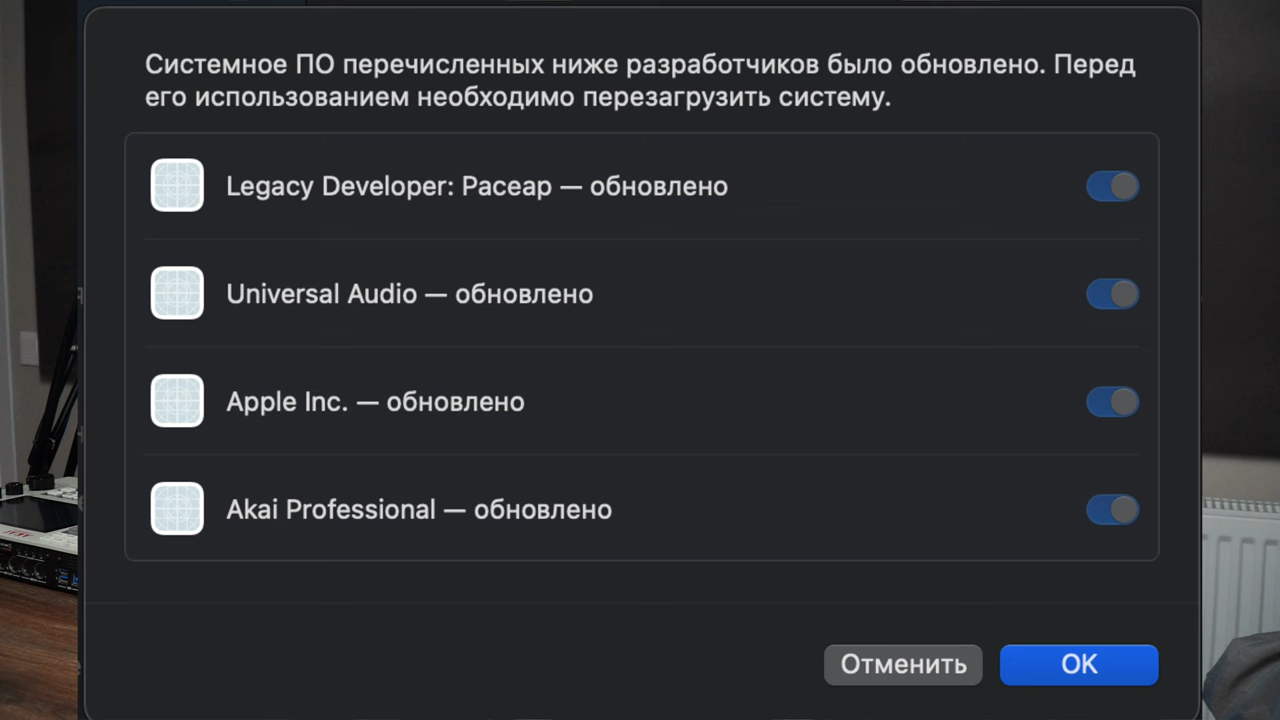 Системное ПО перечисленных ниже разработчиков было обновлено. Перед
его использованием необходимо перезагрузить систему.
Legacy Developer: Paceap — обновлено
Universal Audio — обновлено
Apple Inc. — обновлено
Akai Professional — обновлено
Отменить
OK